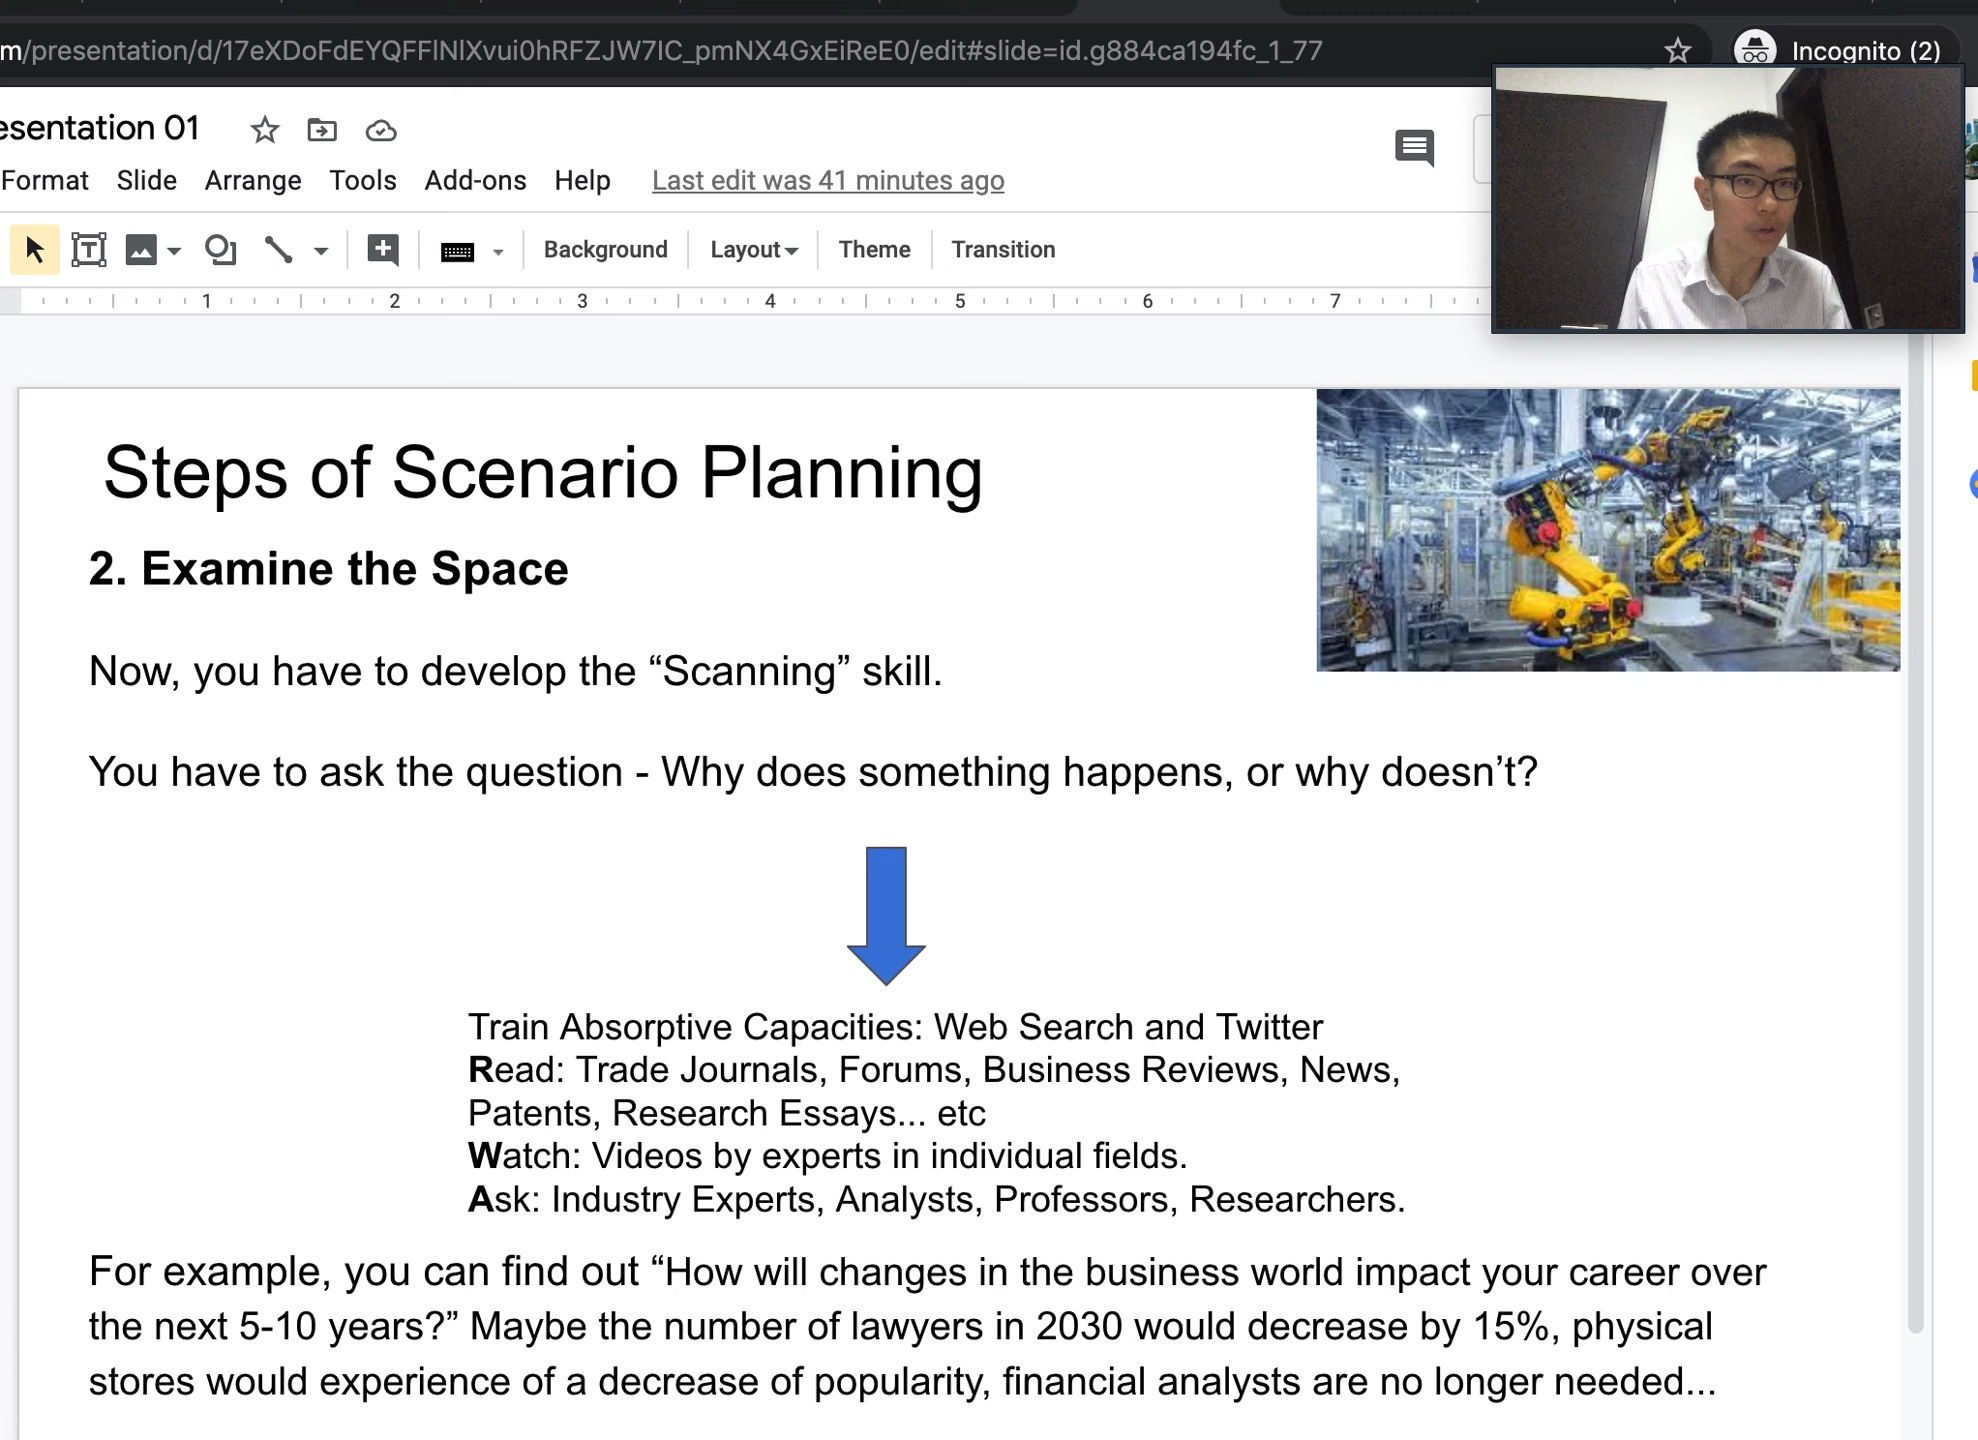 m/presentation/d/17eXDoFdEYQFFlNlXvui0hRFZJW7IC_pmNX4GxEiReE0/edit#slide=id.g884ca194fc_1_77
Incognito (2)
esentation 01
Format Slide Arrange Tools Add-ons Help Last edit was 41 minutes ago
Background Layout Theme Transition
1 2 3 4 5 6 7
Steps of Scenario Planning
2. Examine the Space
Now, you have to develop the “Scanning” skill.
You have to ask the question - Why does something happens, or why doesn’t?
Train Absorptive Capacities: Web Search and Twitter
Read: Trade Journals, Forums, Business Reviews, News,
Patents, Research Essays... etc
Watch: Videos by experts in individual fields.
Ask: Industry Experts, Analysts, Professors, Researchers.
For example, you can find out “How will changes in the business world impact your career over
the next 5-10 years?” Maybe the number of lawyers in 2030 would decrease by 15%, physical
stores would experience of a decrease of popularity, financial analysts are no longer needed...